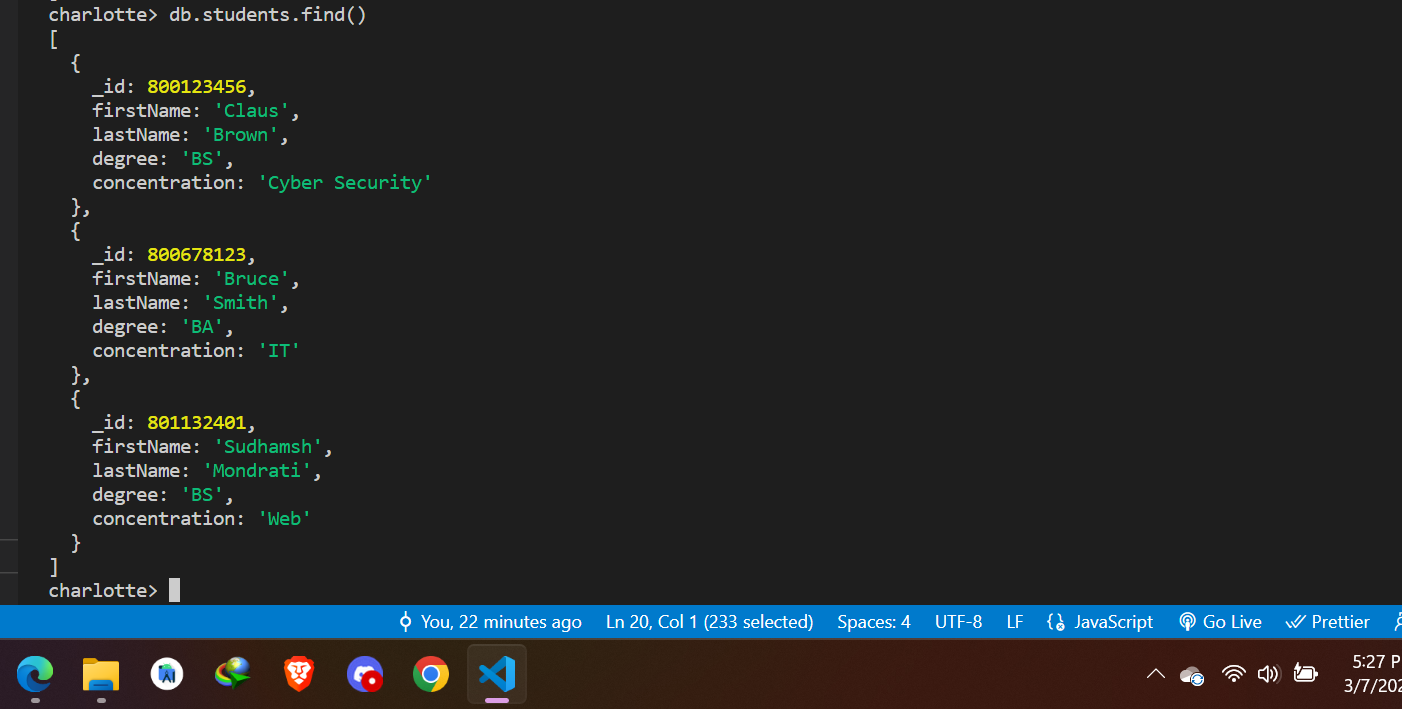 charlotte> db.students.find()
[
  {
    _id: 800123456,
    firstName: 'Claus',
    lastName: 'Brown',
    degree: 'BS',
    concentration: 'Cyber Security'
  },
  {
    _id: 800678123,
    firstName: 'Bruce',
    lastName: 'Smith',
    degree: 'BA',
    concentration: 'IT'
  },
  {
    _id: 801132401,
    firstName: 'Sudhamsh',
    lastName: 'Mondrati',
    degree: 'BS',
    concentration: 'Web'
  }
]
charlotte>
You, 22 minutes ago Ln 20, Col 1 (233 selected) Spaces: 4 UTF-8 LF JavaScript Go Live Prettier
5:27 P
3/7/202